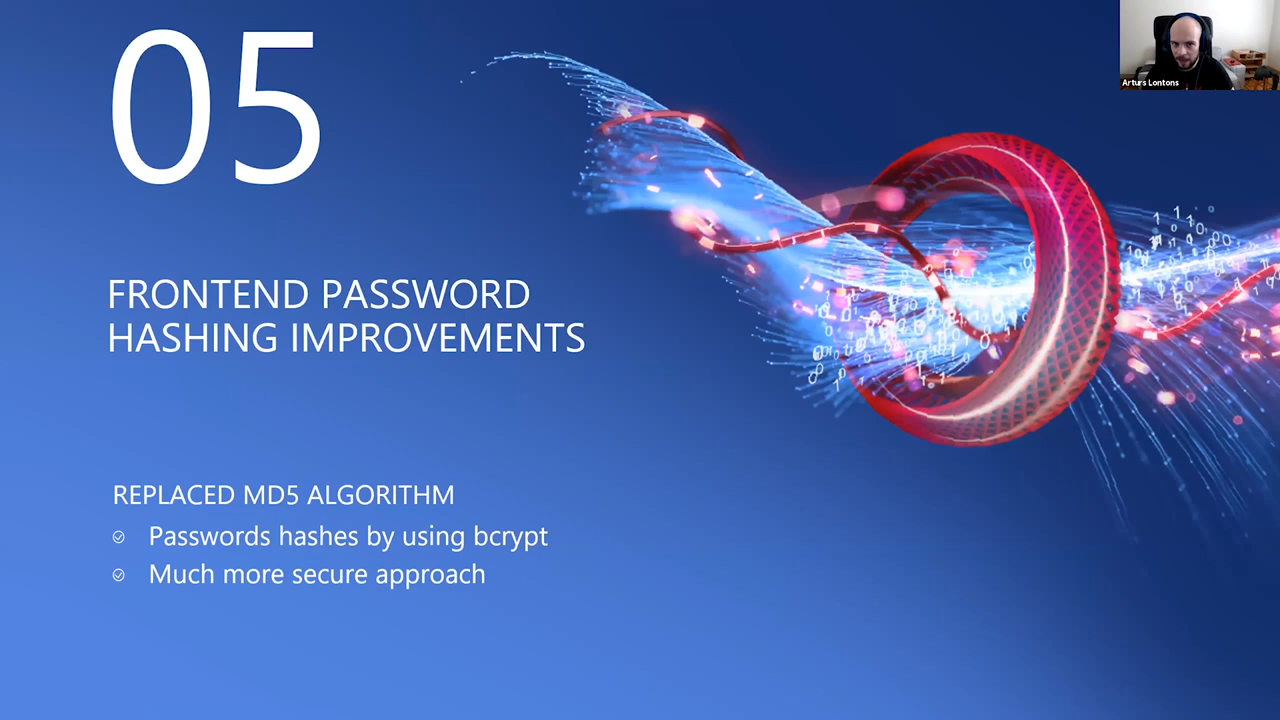 05
FRONTEND PASSWORD
HASHING IMPROVEMENTS
REPLACED MD5 ALGORITHM
Passwords hashes by using bcrypt
Much more secure approach
Arturs Lontons